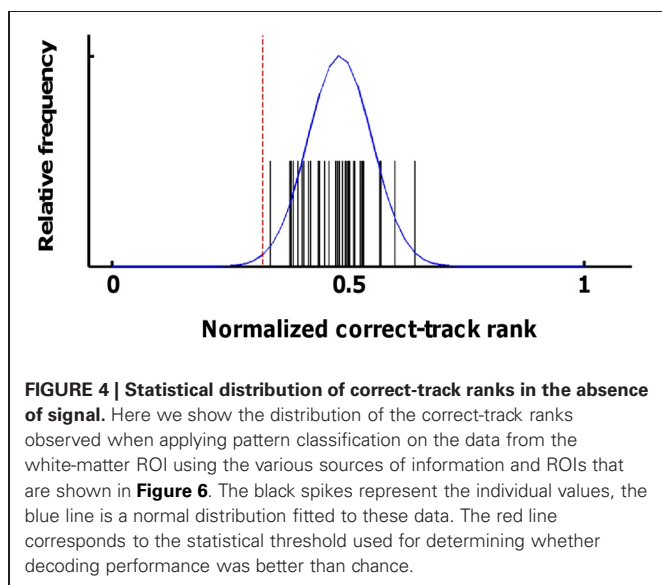 Relative frequency
0 0.5 1
Normalized correct-track rank
FIGURE 4 | Statistical distribution of correct-track ranks in the absence
of signal. Here we show the distribution of the correct-track ranks
observed when applying pattern classification on the data from the
white-matter ROI using the various sources of information and ROIs that
are shown in Figure 6. The black spikes represent the individual values, the
blue line is a normal distribution fitted to these data. The red line
corresponds to the statistical threshold used for determining whether
decoding performance was better than chance.